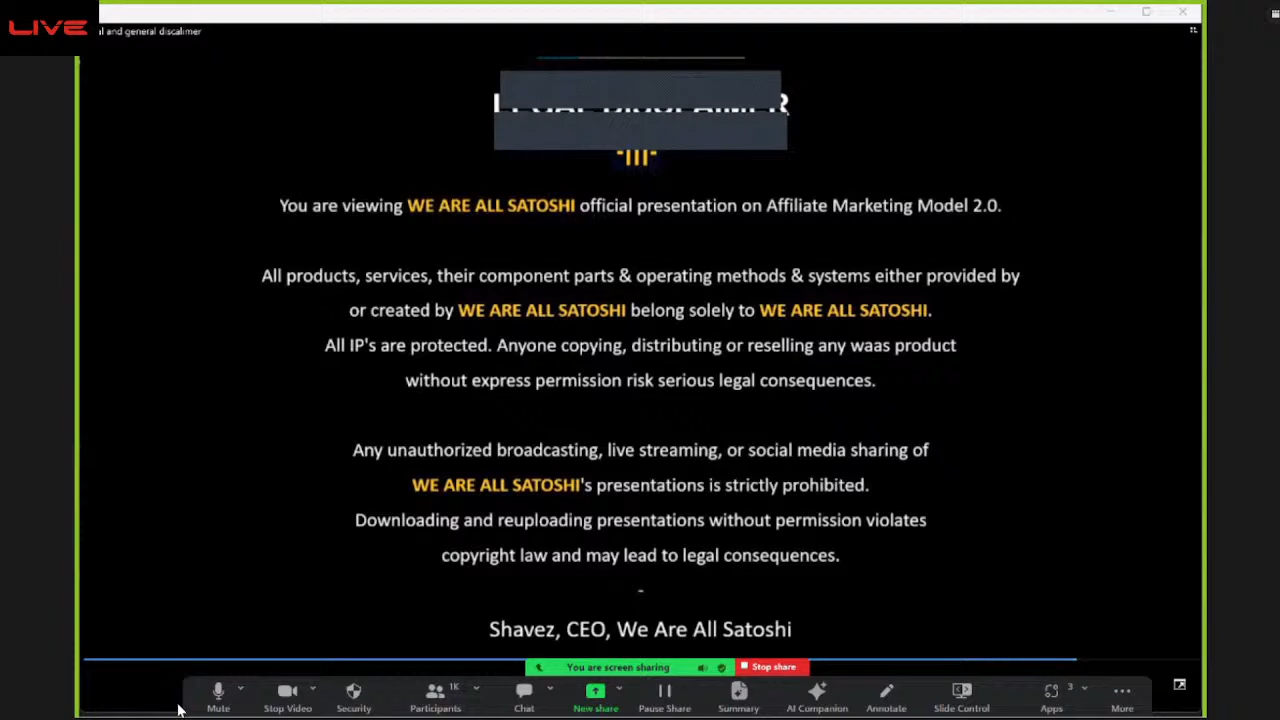 LIVE
al and general discalimer
LEGAL DISCLAIMER
You are viewing WE ARE ALL SATOSHI official presentation on Affiliate Marketing Model 2.0.
All products, services, their component parts & operating methods & systems either provided by
or created by WE ARE ALL SATOSHI belong solely to WE ARE ALL SATOSHI.
All IP's are protected. Anyone copying, distributing or reselling any waas product
without express permission risk serious legal consequences.
Any unauthorized broadcasting, live streaming, or social media sharing of
WE ARE ALL SATOSHI's presentations is strictly prohibited.
Downloading and reuploading presentations without permission violates
copyright law and may lead to legal consequences.
-
Shavez, CEO, We Are All Satoshi
You are screen sharing Stop share
1K 3
Mute Stop Video Security Participants Chat New share Pause Share Summary AI Companion Annotate Slide Control Apps More